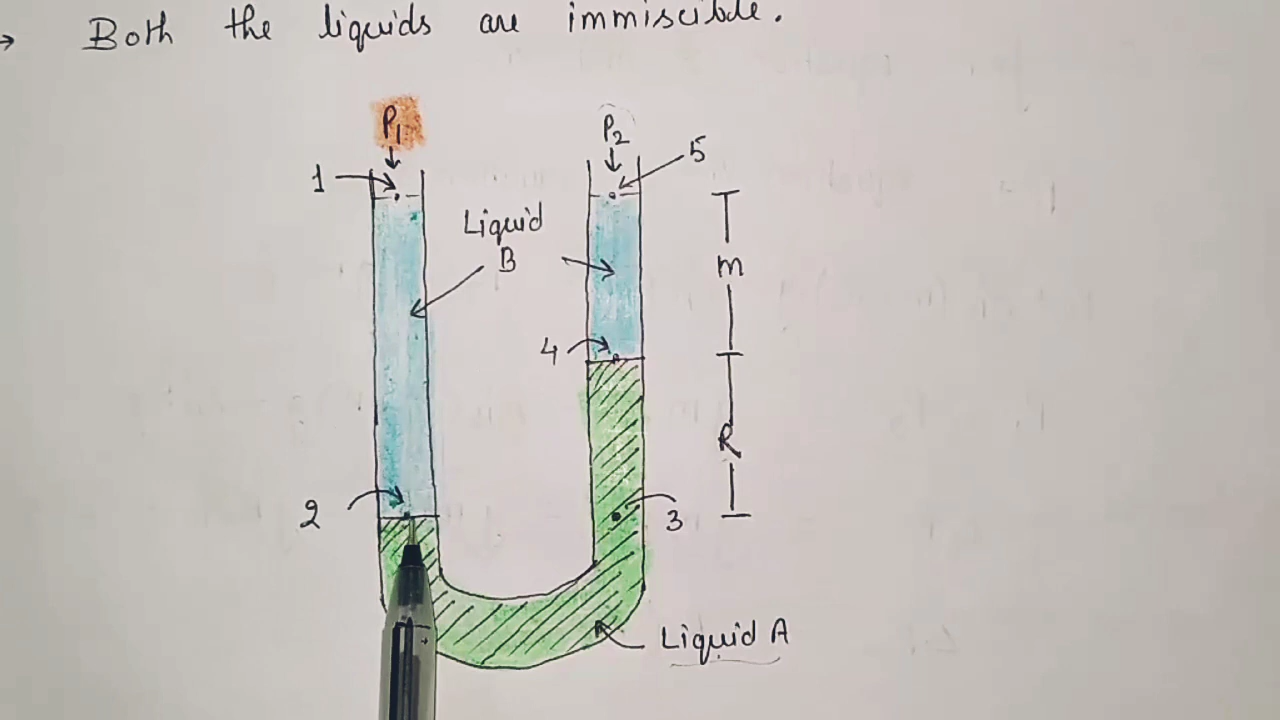 → Both the liquids are immiscible.
P1
P2
1
5
Liquid
B
m
4
R
2
3
Liquid A